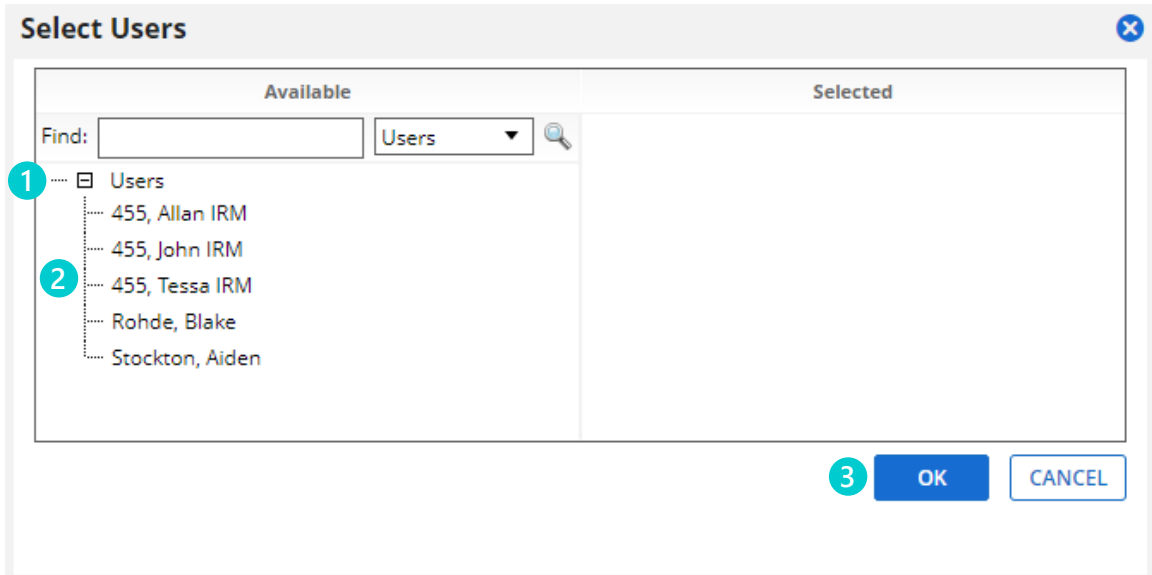 Select Users
Available
Selected
Find:
Users
1
Users
455, Allan IRM
455, John IRM
2
455, Tessa IRM
Rohde, Blake
Stockton, Aiden
3
OK
CANCEL